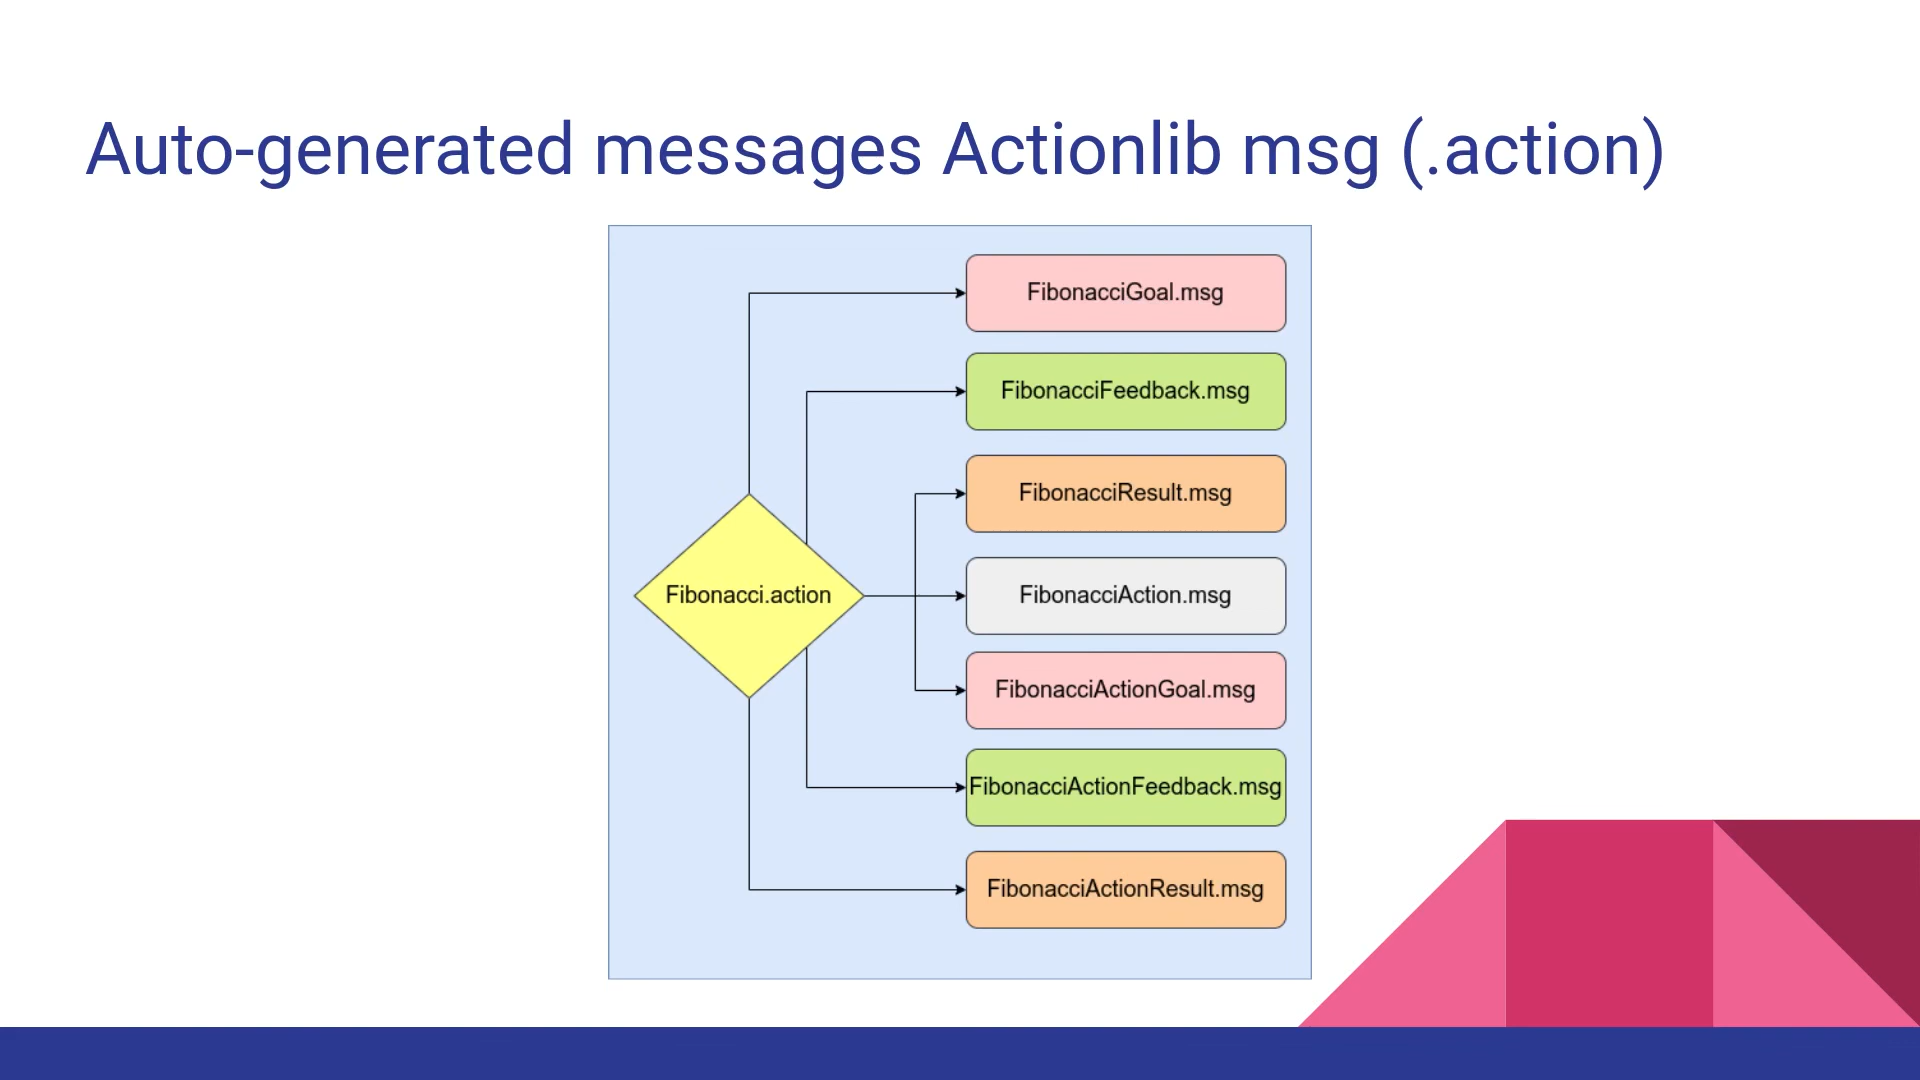 Auto-generated messages Actionlib msg (.action)
FibonacciGoal.msg
FibonacciFeedback.msg
FibonacciResult.msg
Fibonacci.action
FibonacciAction.msg
FibonacciActionGoal.msg
FibonacciActionFeedback.msg
FibonacciActionResult.msg